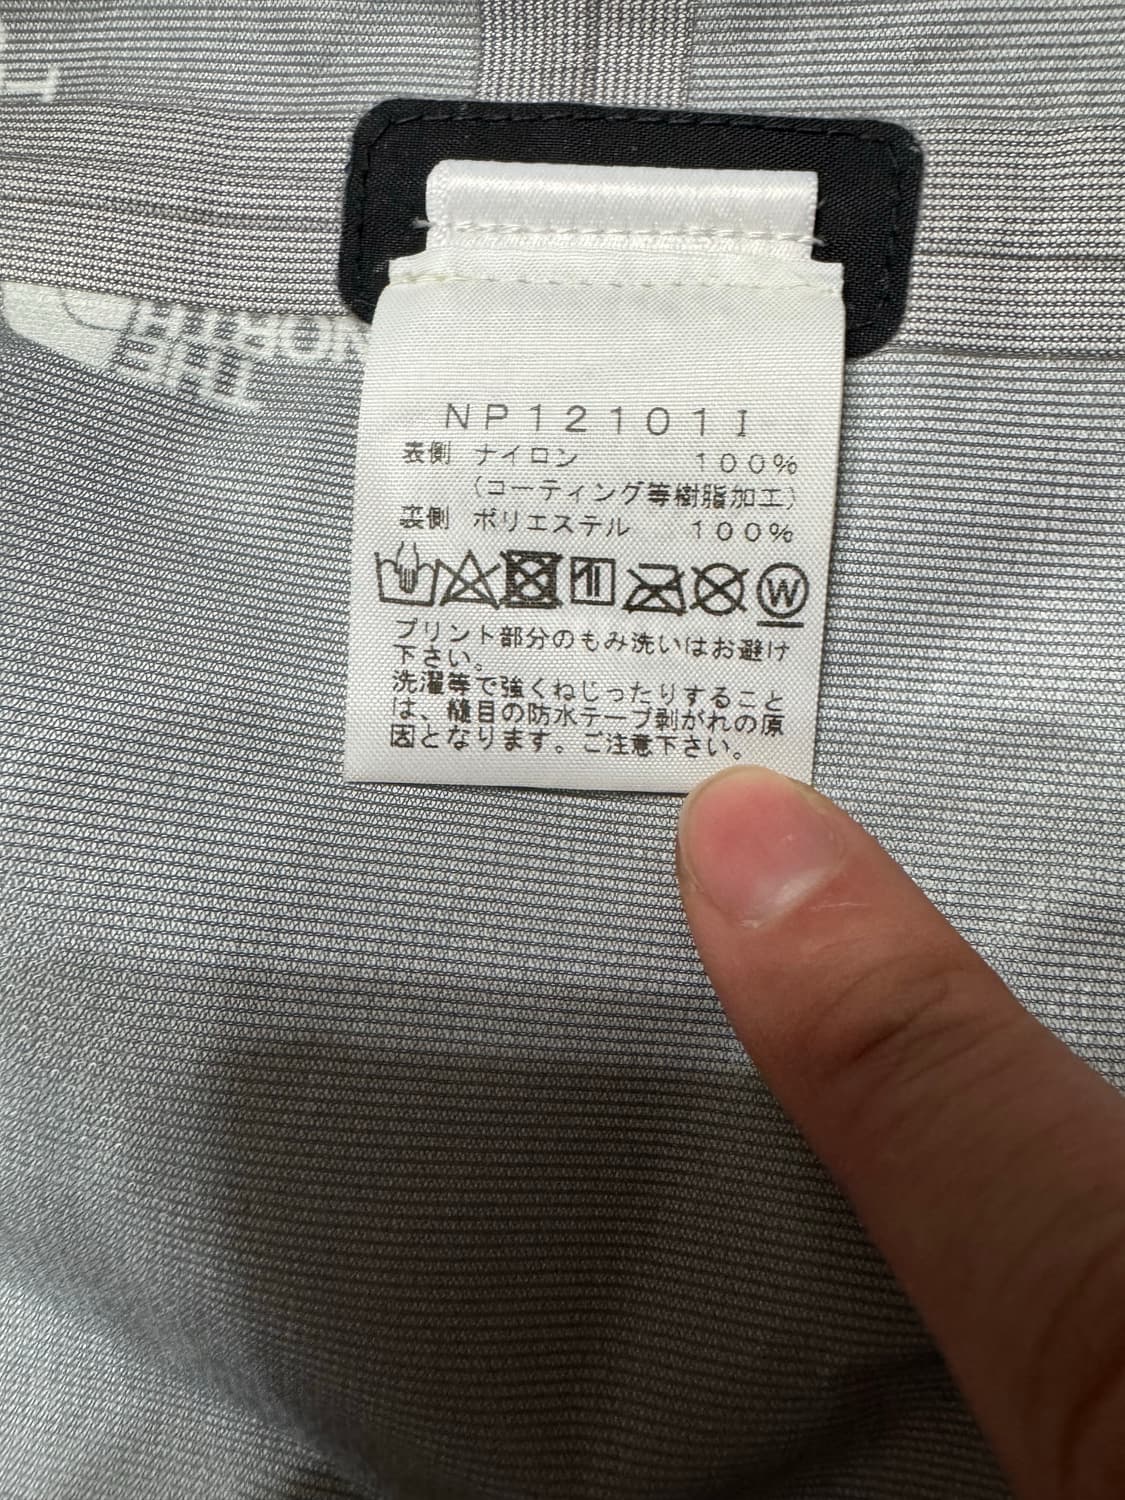 THE
NORTH
NP12101I
表側 ナイロン 100%
(コーティング等樹脂加工)
裏側 ポリエステル 100%
W
プリント部分のもみ洗いはお避け
下さい。
洗濯等で強くねじったりすること
は、縫目の防水テープ剥がれの原
因となります。ご注意下さい。